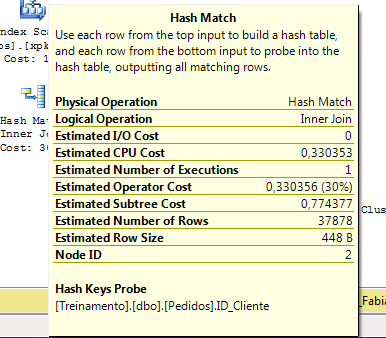 Hash Match
Use each row from the top input to build a hash table,
and each row from the bottom input to probe into the
hash table, outputting all matching rows.
Physical Operation Hash Match
Logical Operation Inner Join
Estimated I/O Cost 0
Estimated CPU Cost 0,330353
Estimated Number of Executions 1
Estimated Operator Cost 0,330356 (30%)
Estimated Subtree Cost 0,774377
Estimated Number of Rows 37878
Estimated Row Size 448 B
Node ID 2
Hash Keys Probe
[Treinamento].[dbo].[Pedidos].ID_Cliente
ndex Sca
os].[xpk
Cost: 1
Hash Ma
Inner Jo
Cost: 3
Clus
_Fabia